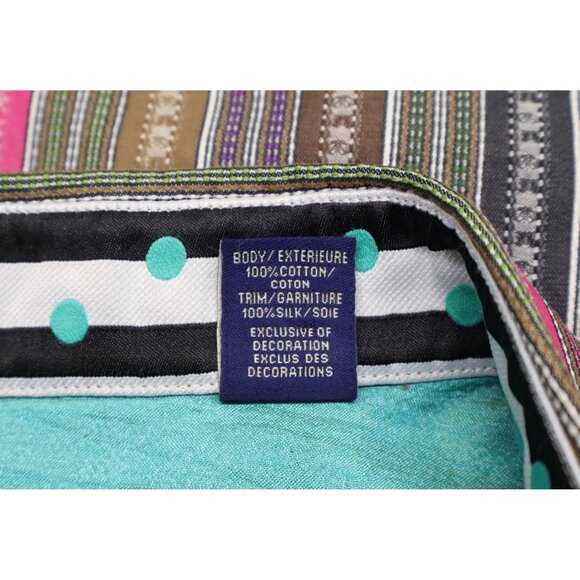 BODY/ EXTERIEURE
100%COTTON/
COTON
TRIM/GARNITURE
100%SILK/SOIE
EXCLUSIVE OF
DECORATION
EXCLUS DES
DECORATIONS